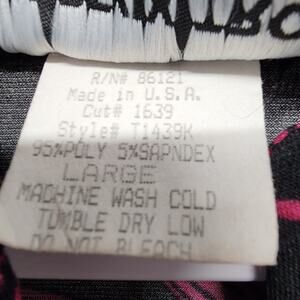 R/N# 86121
Made in U.S.A.
Cut# 1639
Style# T1439K
95%POLY 5%SAPNDEX
LARGE
MACHINE WASH COLD
TUMBLE DRY LOW
DO NOT BLEACH